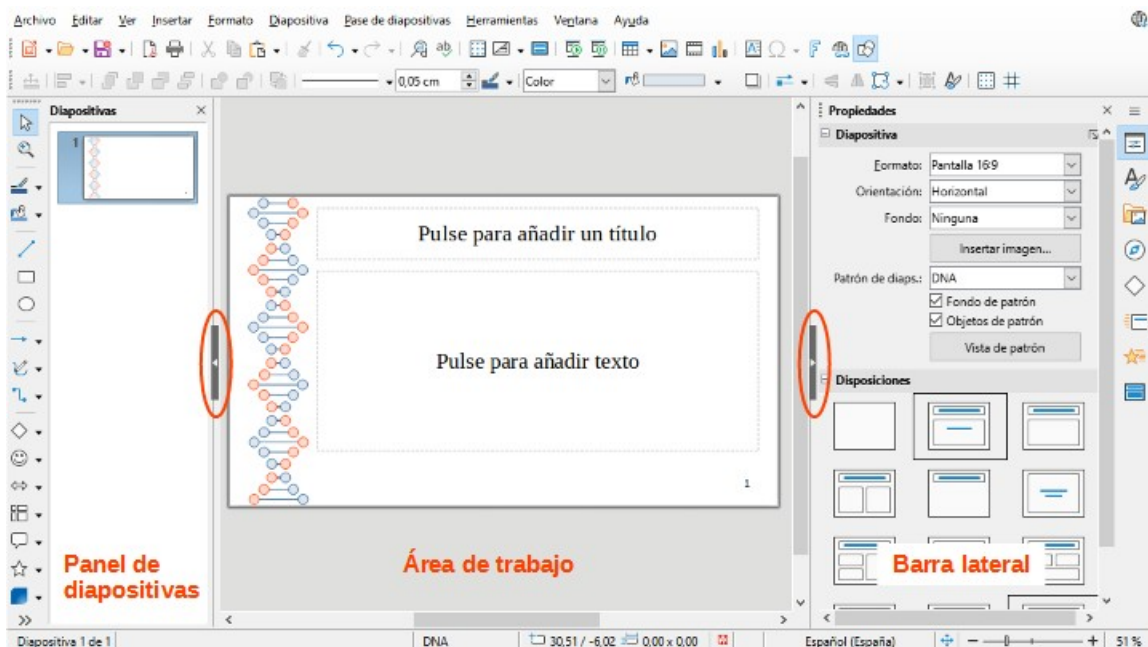 Archivo Editar Ver Insertar Formato Diapositiva Pase de diapositivas Herramientas Ventana Ayuda
0,05 cm Color
Diapositivas
1
Panel de
diapositivas
Pulse para añadir un título
Pulse para añadir texto
1
Área de trabajo
Propiedades
Diapositiva
Formato: Pantalla 16:9
Orientación: Horizontal
Fondo: Ninguna
Insertar imagen...
Patrón de diaps.: DNA
Fondo de patrón
Objetos de patrón
Vista de patrón
Disposiciones
Barra lateral
Diapositiva 1 de 1 DNA 30,51 / -6,02 0,00 x 0,00 Español (España) 51 %